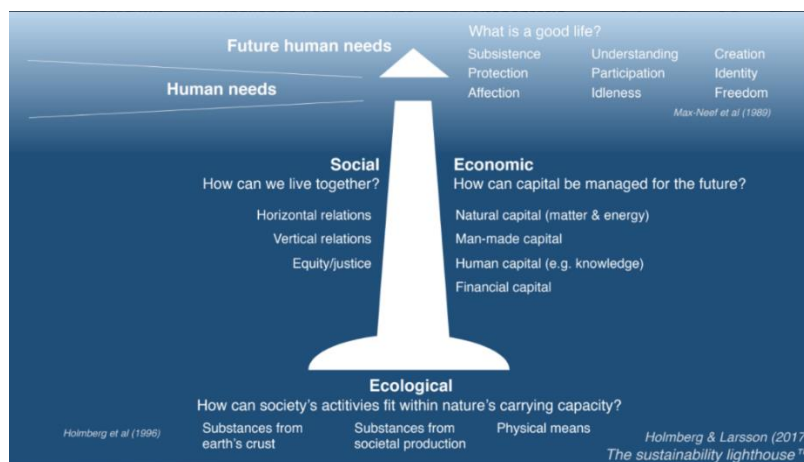 What is a good life?
Future human needs
Subsistence Understanding Creation
Protection Participation Identity
Human needs
Affection Idleness Freedom
Max-Neef et al (1989)
Social
How can we live together?
Horizontal relations
Vertical relations
Equity/justice
Economic
How can capital be managed for the future?
Natural capital (matter & energy)
Man-made capital
Human capital (e.g. knowledge)
Financial capital
Ecological
How can society's actitivies fit within nature's carrying capacity?
Holmberg et al (1996)
Substances from
earth's crust
Substances from
societal production
Physical means
Holmberg & Larsson (2017
The sustainability lighthouse